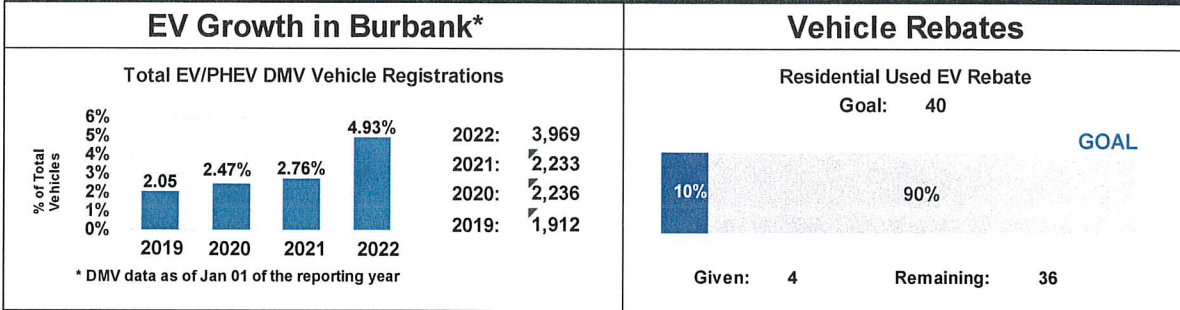 EV Growth in Burbank*
Total EV/PHEV DMV Vehicle Registrations
% of Total
Vehicles
6%
5%
4%
3%
2%
1%
0%
2.05
2.47%
2.76%
4.93%
2019 2020 2021 2022
2022: 3,969
2021: 2,233
2020: 2,236
2019: 1,912
* DMV data as of Jan 01 of the reporting year
Vehicle Rebates
Residential Used EV Rebate
Goal: 40
GOAL
10% 90%
Given: 4 Remaining: 36